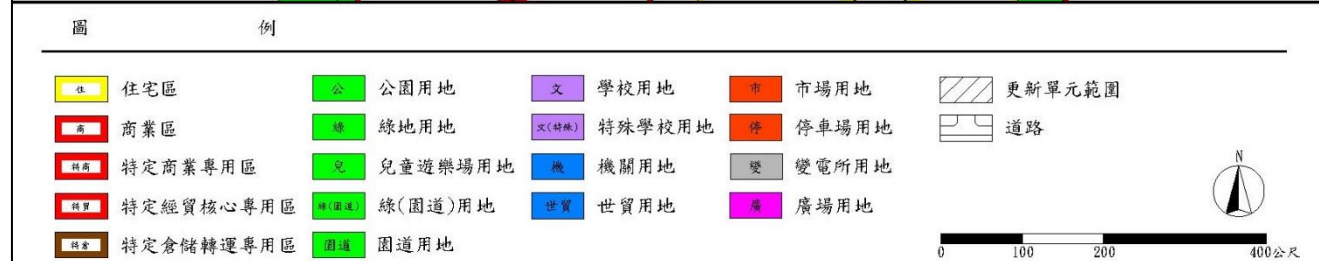 圖 例
住 住宅區 公 公園用地 文 學校用地 市 市場用地 更新單元範圍
商 商業區 綠 綠地用地 文(特殊) 特殊學校用地 停 停車場用地 道路
特商 特定商業專用區 兒 兒童遊樂場用地 機 機關用地 變 變電所用地
特貿 特定經貿核心專用區 綠(園道) 綠(園道)用地 世貿 世貿用地 廣 廣場用地
特倉 特定倉儲轉運專用區 園道 園道用地
N
0 100 200 400公尺